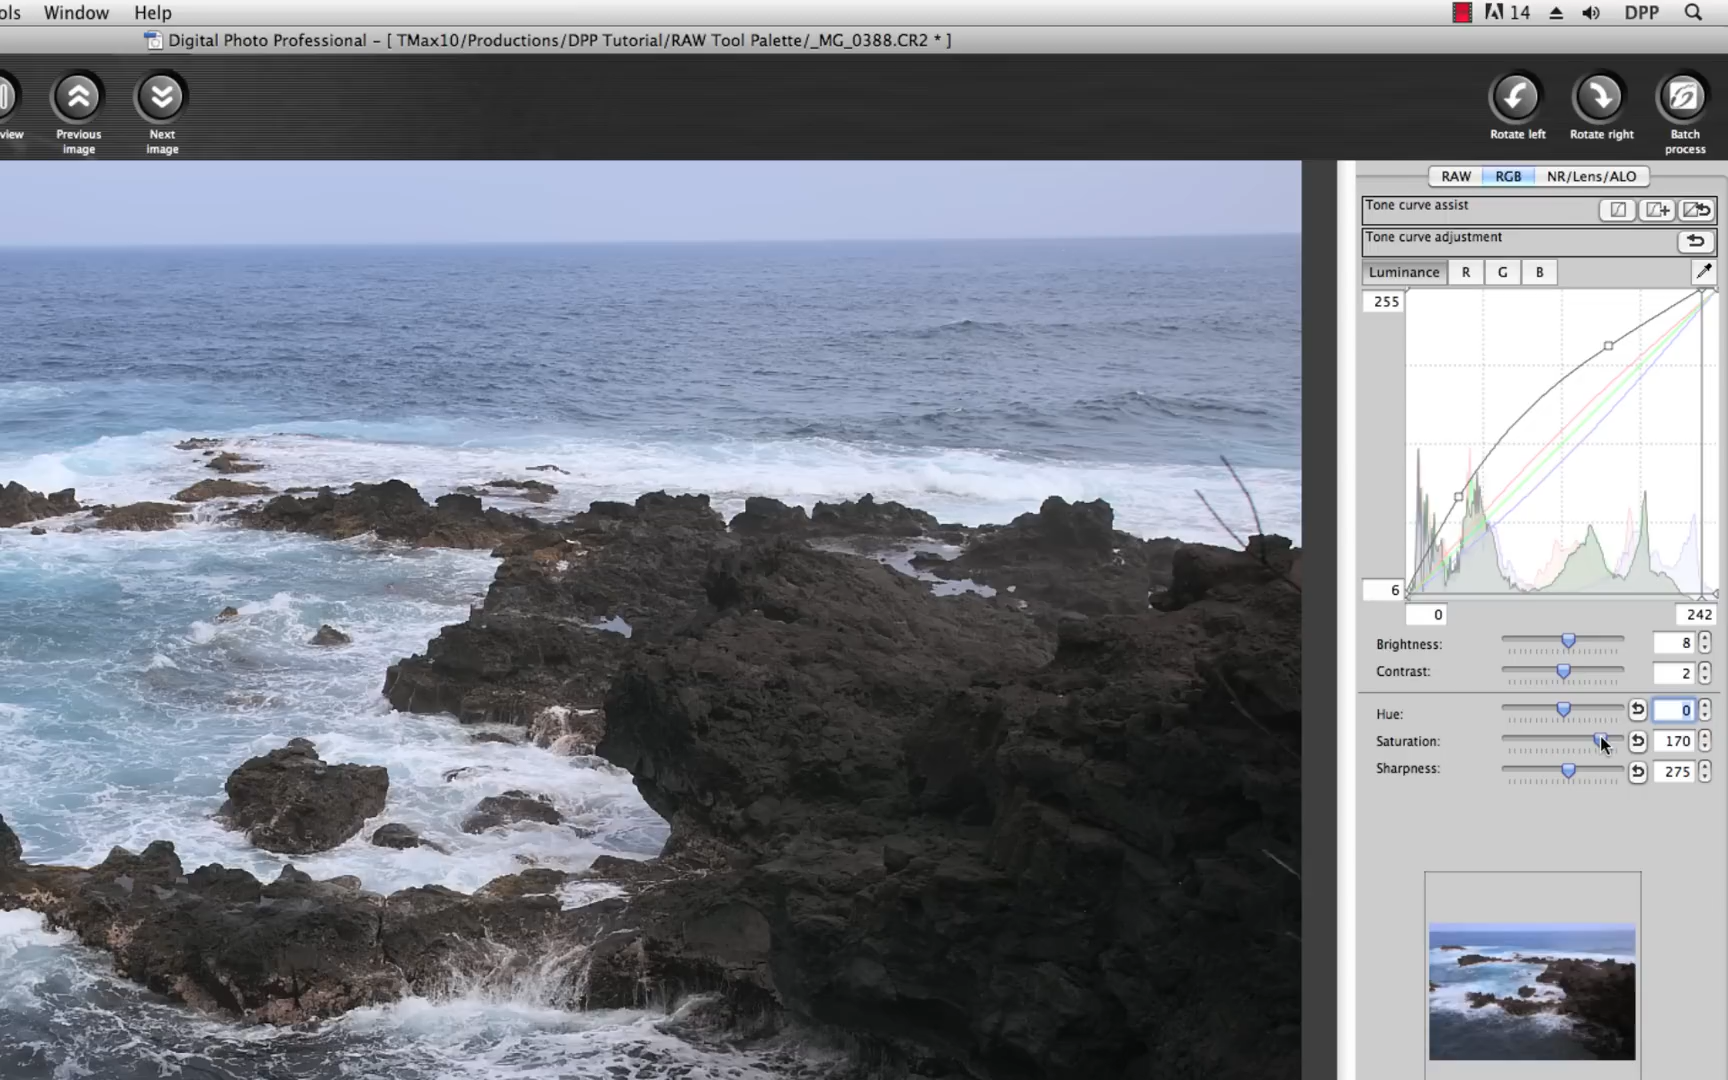 ols Window Help 14 DPP
Digital Photo Professional – [ TMax10/Productions/DPP Tutorial/RAW Tool Palette/_MG_0388.CR2 * ]
view
Previous image
Next image
Rotate left
Rotate right
Batch process
RAW RGB NR/Lens/ALO
Tone curve assist
Tone curve adjustment
Luminance R G B
255
6
0 242
Brightness: 8
Contrast: 2
Hue: 0
Saturation: 170
Sharpness: 275